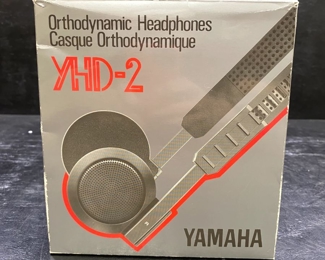 Orthodynamic Headphones
Casque Orthodynamique
YHD-2
YAMAHA